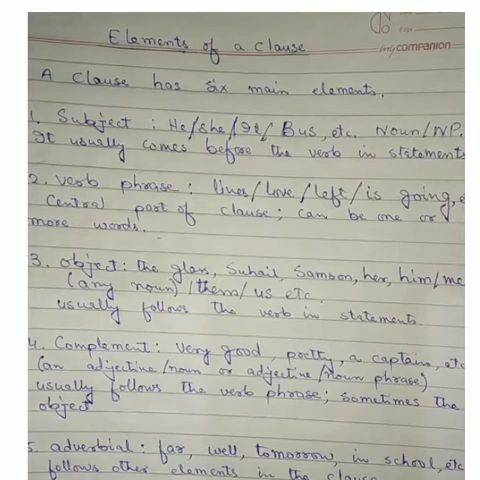 companion
Elements of a Clause
A Clause has six main elements.
1. Subject : He/she/It/ Bus, etc. Noun/NP.
It usually comes before the verb in statements
2. Verb phrase : lives/love/left/is going,
Central part of clause; can be one or
more words.
3. Object : the glass, Suhail, Samson, her, him/me
(any noun) /them/us etc.
usually follows the verb in statements.
4. Complement : very good, pretty, a captain, etc
(an adjective/noun or adjective/noun phrase)
usually follows the verb phrase; sometimes the
object
5. adverbial : far, well, tomorrow, in school, etc
follows other elements in the clause